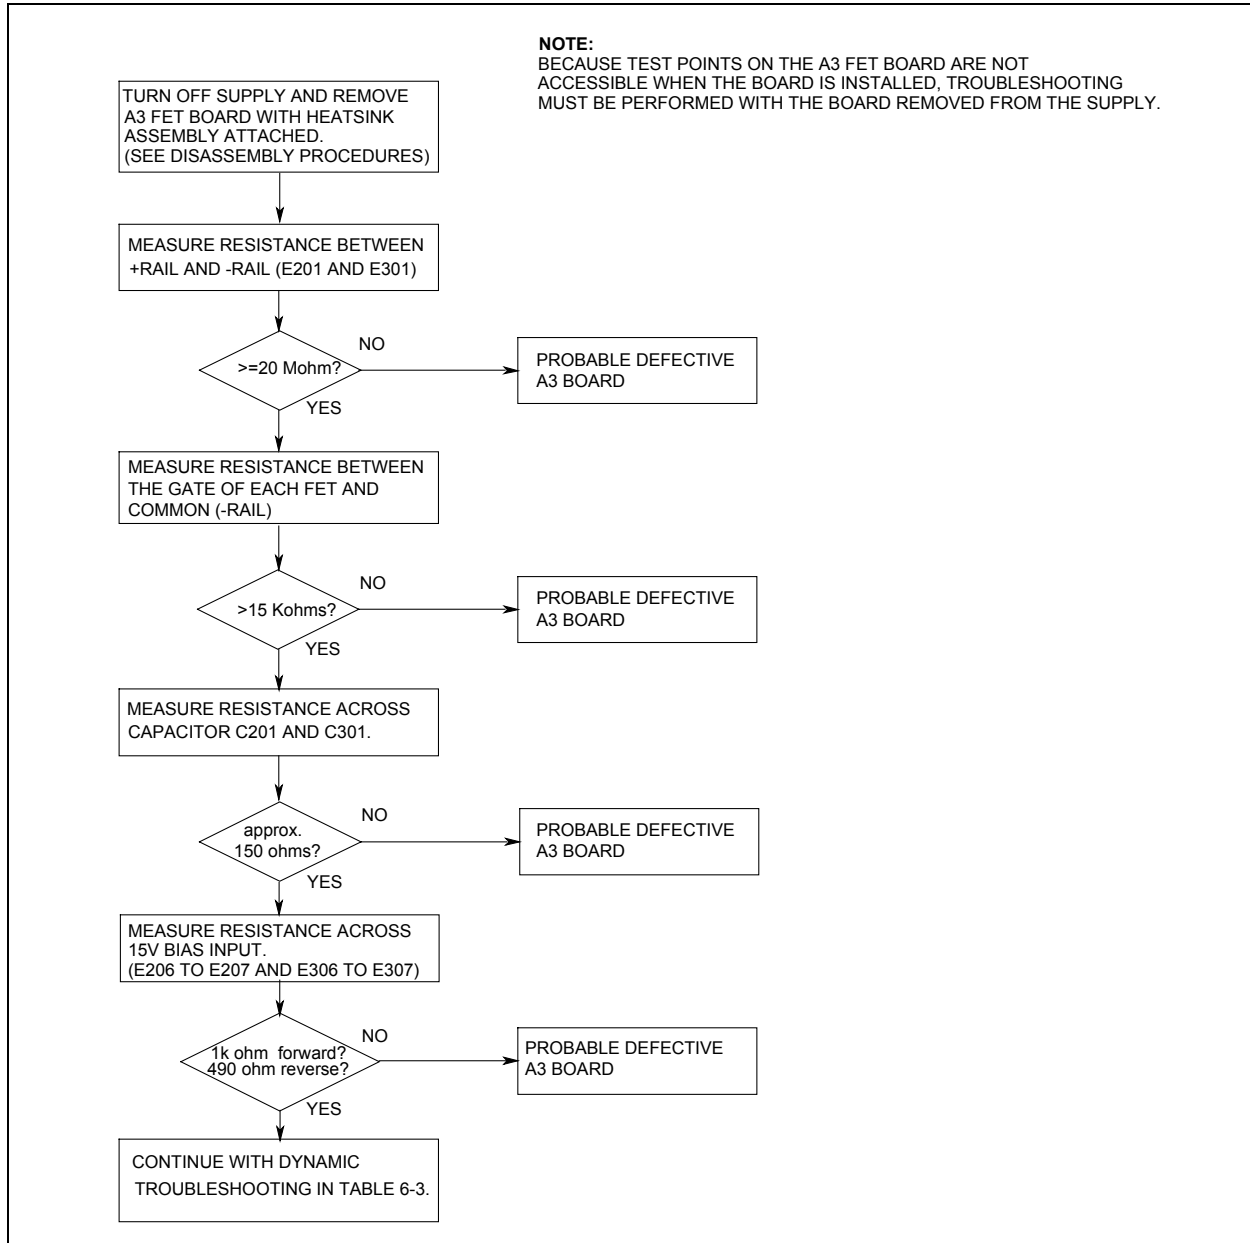 NOTE:
BECAUSE TEST POINTS ON THE A3 FET BOARD ARE NOT
ACCESSIBLE WHEN THE BOARD IS INSTALLED, TROUBLESHOOTING
MUST BE PERFORMED WITH THE BOARD REMOVED FROM THE SUPPLY.
TURN OFF SUPPLY AND REMOVE
A3 FET BOARD WITH HEATSINK
ASSEMBLY ATTACHED.
(SEE DISASSEMBLY PROCEDURES)
MEASURE RESISTANCE BETWEEN
+RAIL AND -RAIL (E201 AND E301)
>=20 Mohm?
NO
PROBABLE DEFECTIVE
A3 BOARD
YES
MEASURE RESISTANCE BETWEEN
THE GATE OF EACH FET AND
COMMON (-RAIL)
>15 Kohms?
NO
PROBABLE DEFECTIVE
A3 BOARD
YES
MEASURE RESISTANCE ACROSS
CAPACITOR C201 AND C301.
approx.
150 ohms?
NO
PROBABLE DEFECTIVE
A3 BOARD
YES
MEASURE RESISTANCE ACROSS
15V BIAS INPUT.
(E206 TO E207 AND E306 TO E307)
1k ohm forward?
490 ohm reverse?
NO
PROBABLE DEFECTIVE
A3 BOARD
YES
CONTINUE WITH DYNAMIC
TROUBLESHOOTING IN TABLE 6-3.